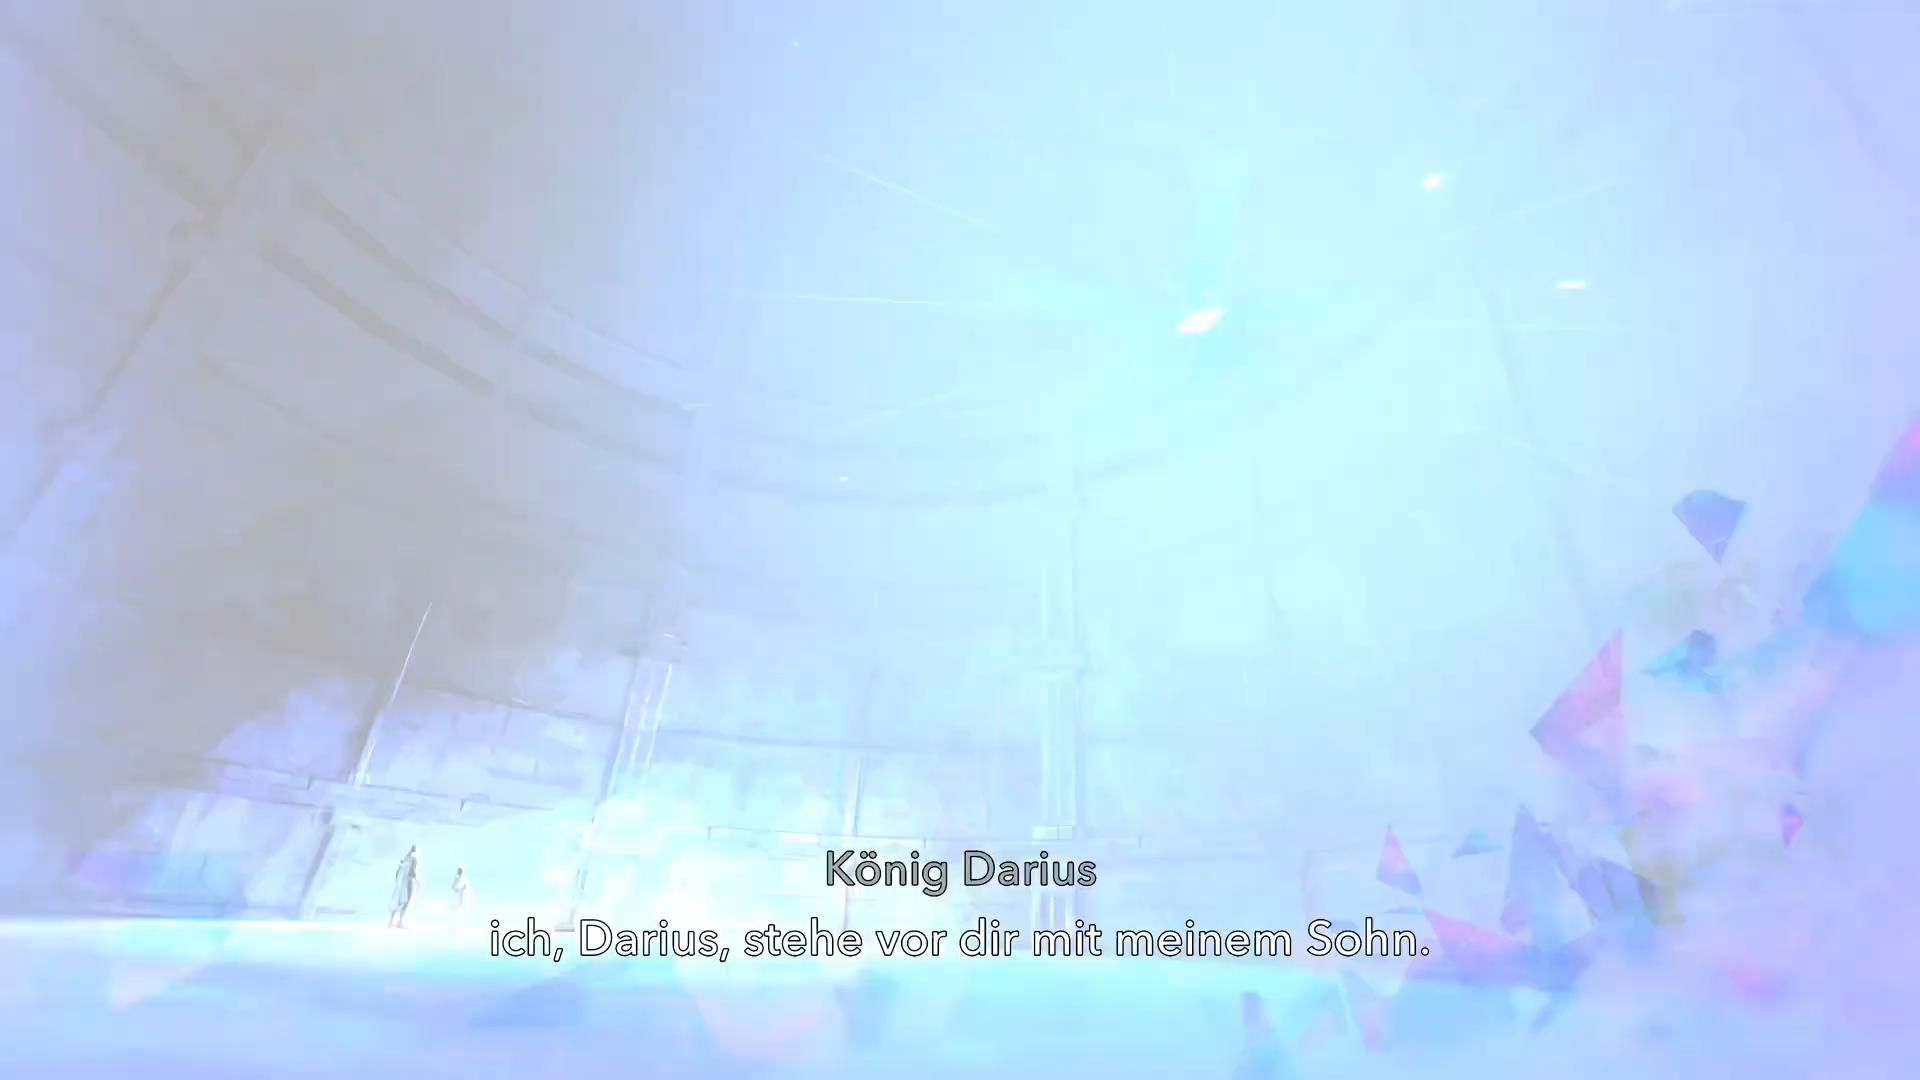 König Darius
ich, Darius, stehe vor dir mit meinem Sohn.